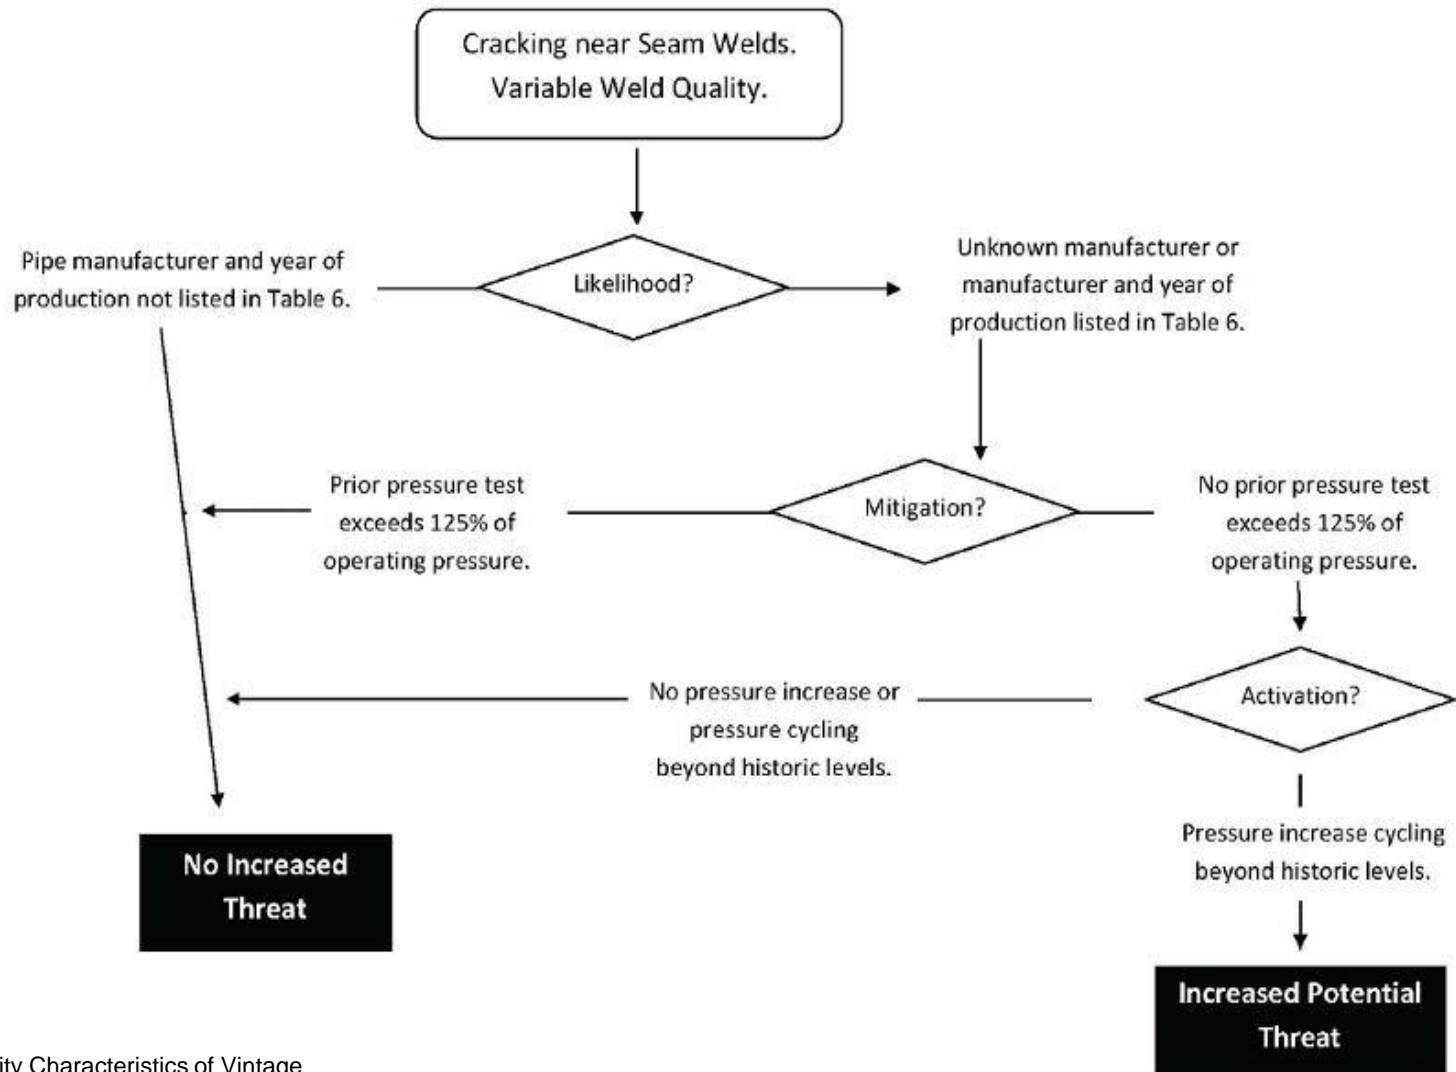 Cracking near Seam Welds.
Variable Weld Quality.
Likelihood?
Pipe manufacturer and year of
production not listed in Table 6.
Unknown manufacturer or
manufacturer and year of
production listed in Table 6.
Mitigation?
Prior pressure test
exceeds 125% of
operating pressure.
No prior pressure test
exceeds 125% of
operating pressure.
Activation?
No pressure increase or
pressure cycling
beyond historic levels.
Pressure increase cycling
beyond historic levels.
No Increased
Threat
Increased Potential
Threat
Characteristics of Vintage